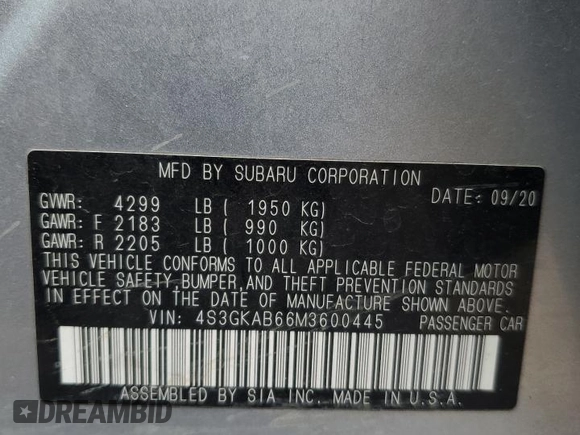 MFD BY SUBARU CORPORATION
DATE: 09/20
GVWR: 4299 LB ( 1950 KG)
GAWR: F 2183 LB ( 990 KG)
GAWR: R 2205 LB ( 1000 KG)
THIS VEHICLE CONFORMS TO ALL APPLICABLE FEDERAL MOTOR
VEHICLE SAFETY, BUMPER, AND THEFT PREVENTION STANDARDS
IN EFFECT ON THE DATE OF MANUFACTURE SHOWN ABOVE.
VIN: 4S3GKAB66M3600445 PASSENGER CAR
ASSEMBLED BY SIA INC. MADE IN U.S.A.
DREAMBID